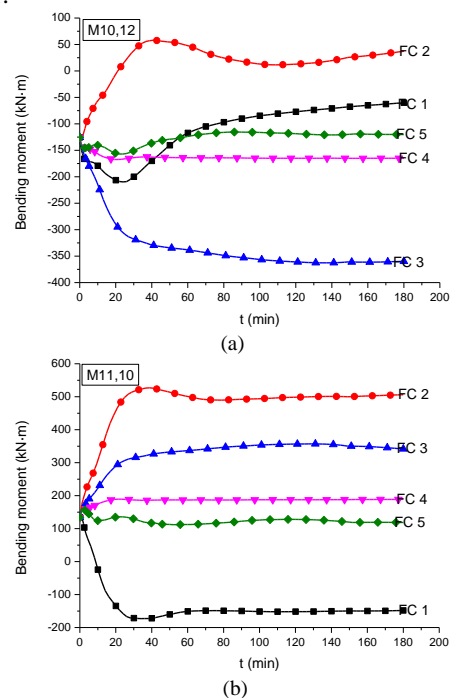 .
M10,12
Bending moment (kN·m)
100
50
0
-50
-100
-150
-200
-250
-300
-350
-400
FC 2
FC 1
FC 5
FC 4
FC 3
0 20 40 60 80 100 120 140 160 180 200
t (min)
(a)
M11,10
Bending moment (kN·m)
600
500
400
300
200
100
0
-100
-200
FC 2
FC 3
FC 4
FC 5
FC 1
0 20 40 60 80 100 120 140 160 180 200
t (min)
(b)